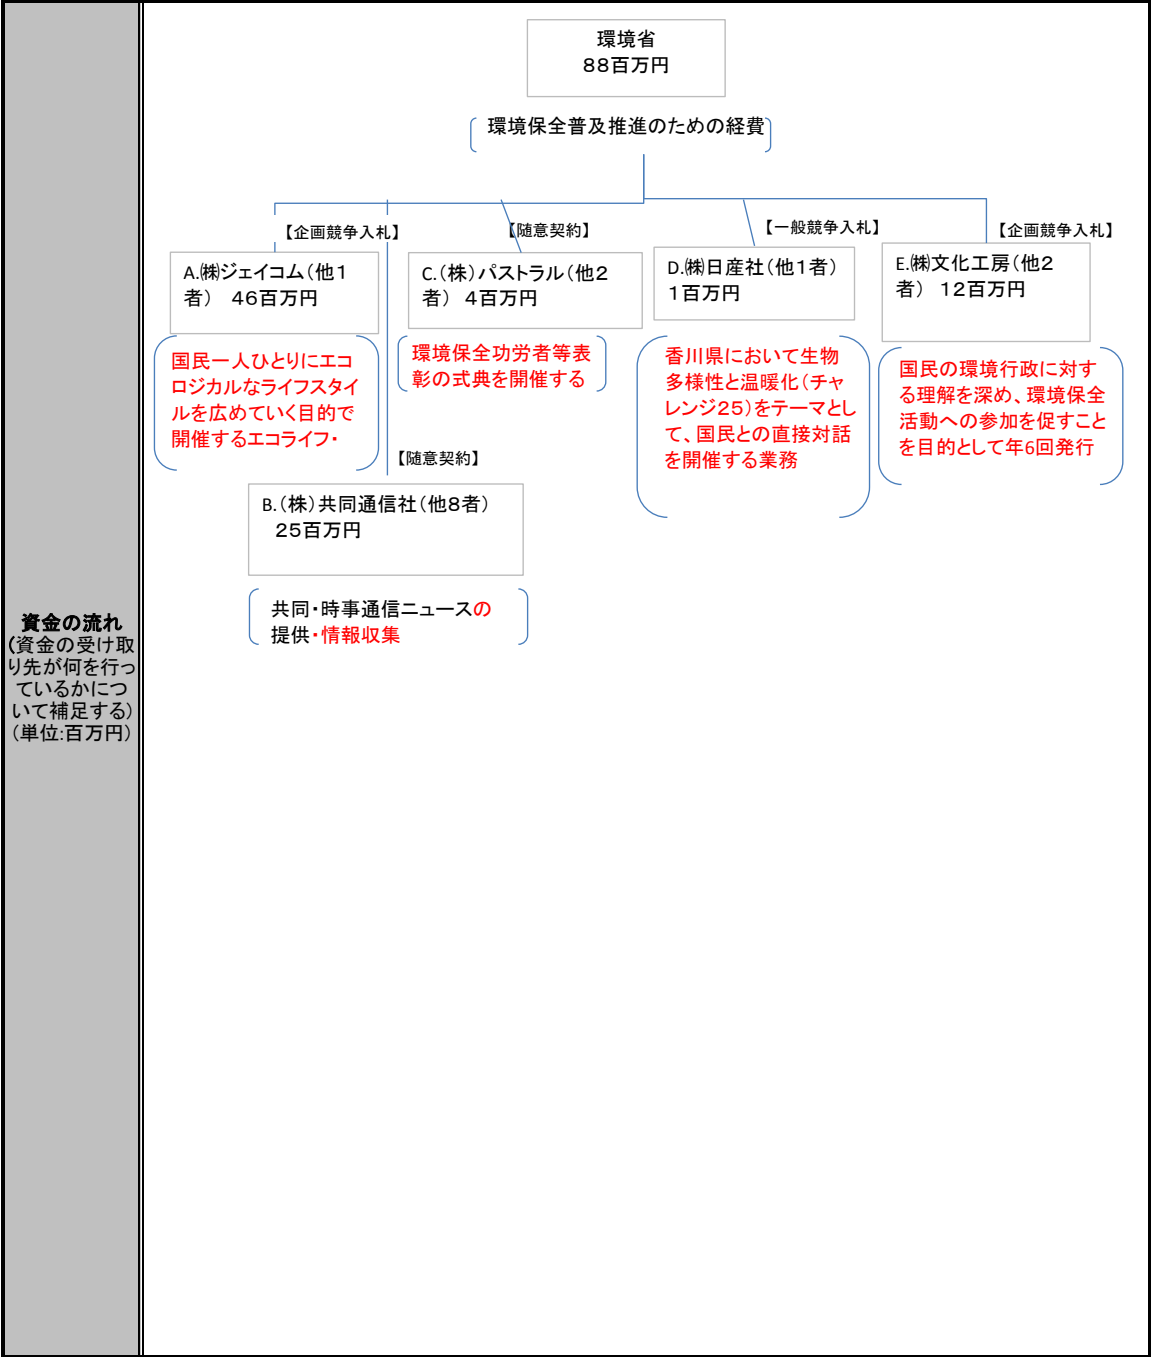 資金の流れ
(資金の受け取
り先が何を行っ
ているかにつ
いて補足する)
(単位:百万円)
環境省
88百万円
環境保全普及推進のための経費
【企画競争入札】
A.㈱ジェイコム(他1
者) 46百万円
国民一人ひとりにエコ
ロジカルなライフスタイ
ルを広めていく目的で
開催するエコライフ・
【随意契約】
B.(株)共同通信社(他8者)
25百万円
共同・時事通信ニュースの
提供・情報収集
【随意契約】
C.(株)パストラル(他2
者) 4百万円
環境保全功労者等表
彰の式典を開催する
【一般競争入札】
D.㈱日産社(他1者)
1百万円
香川県において生物
多様性と温暖化(チャ
レンジ25)をテーマとし
て、国民との直接対話
を開催する業務
【企画競争入札】
E.㈱文化工房(他2
者) 12百万円
国民の環境行政に対す
る理解を深め、環境保全
活動への参加を促すこと
を目的として年6回発行